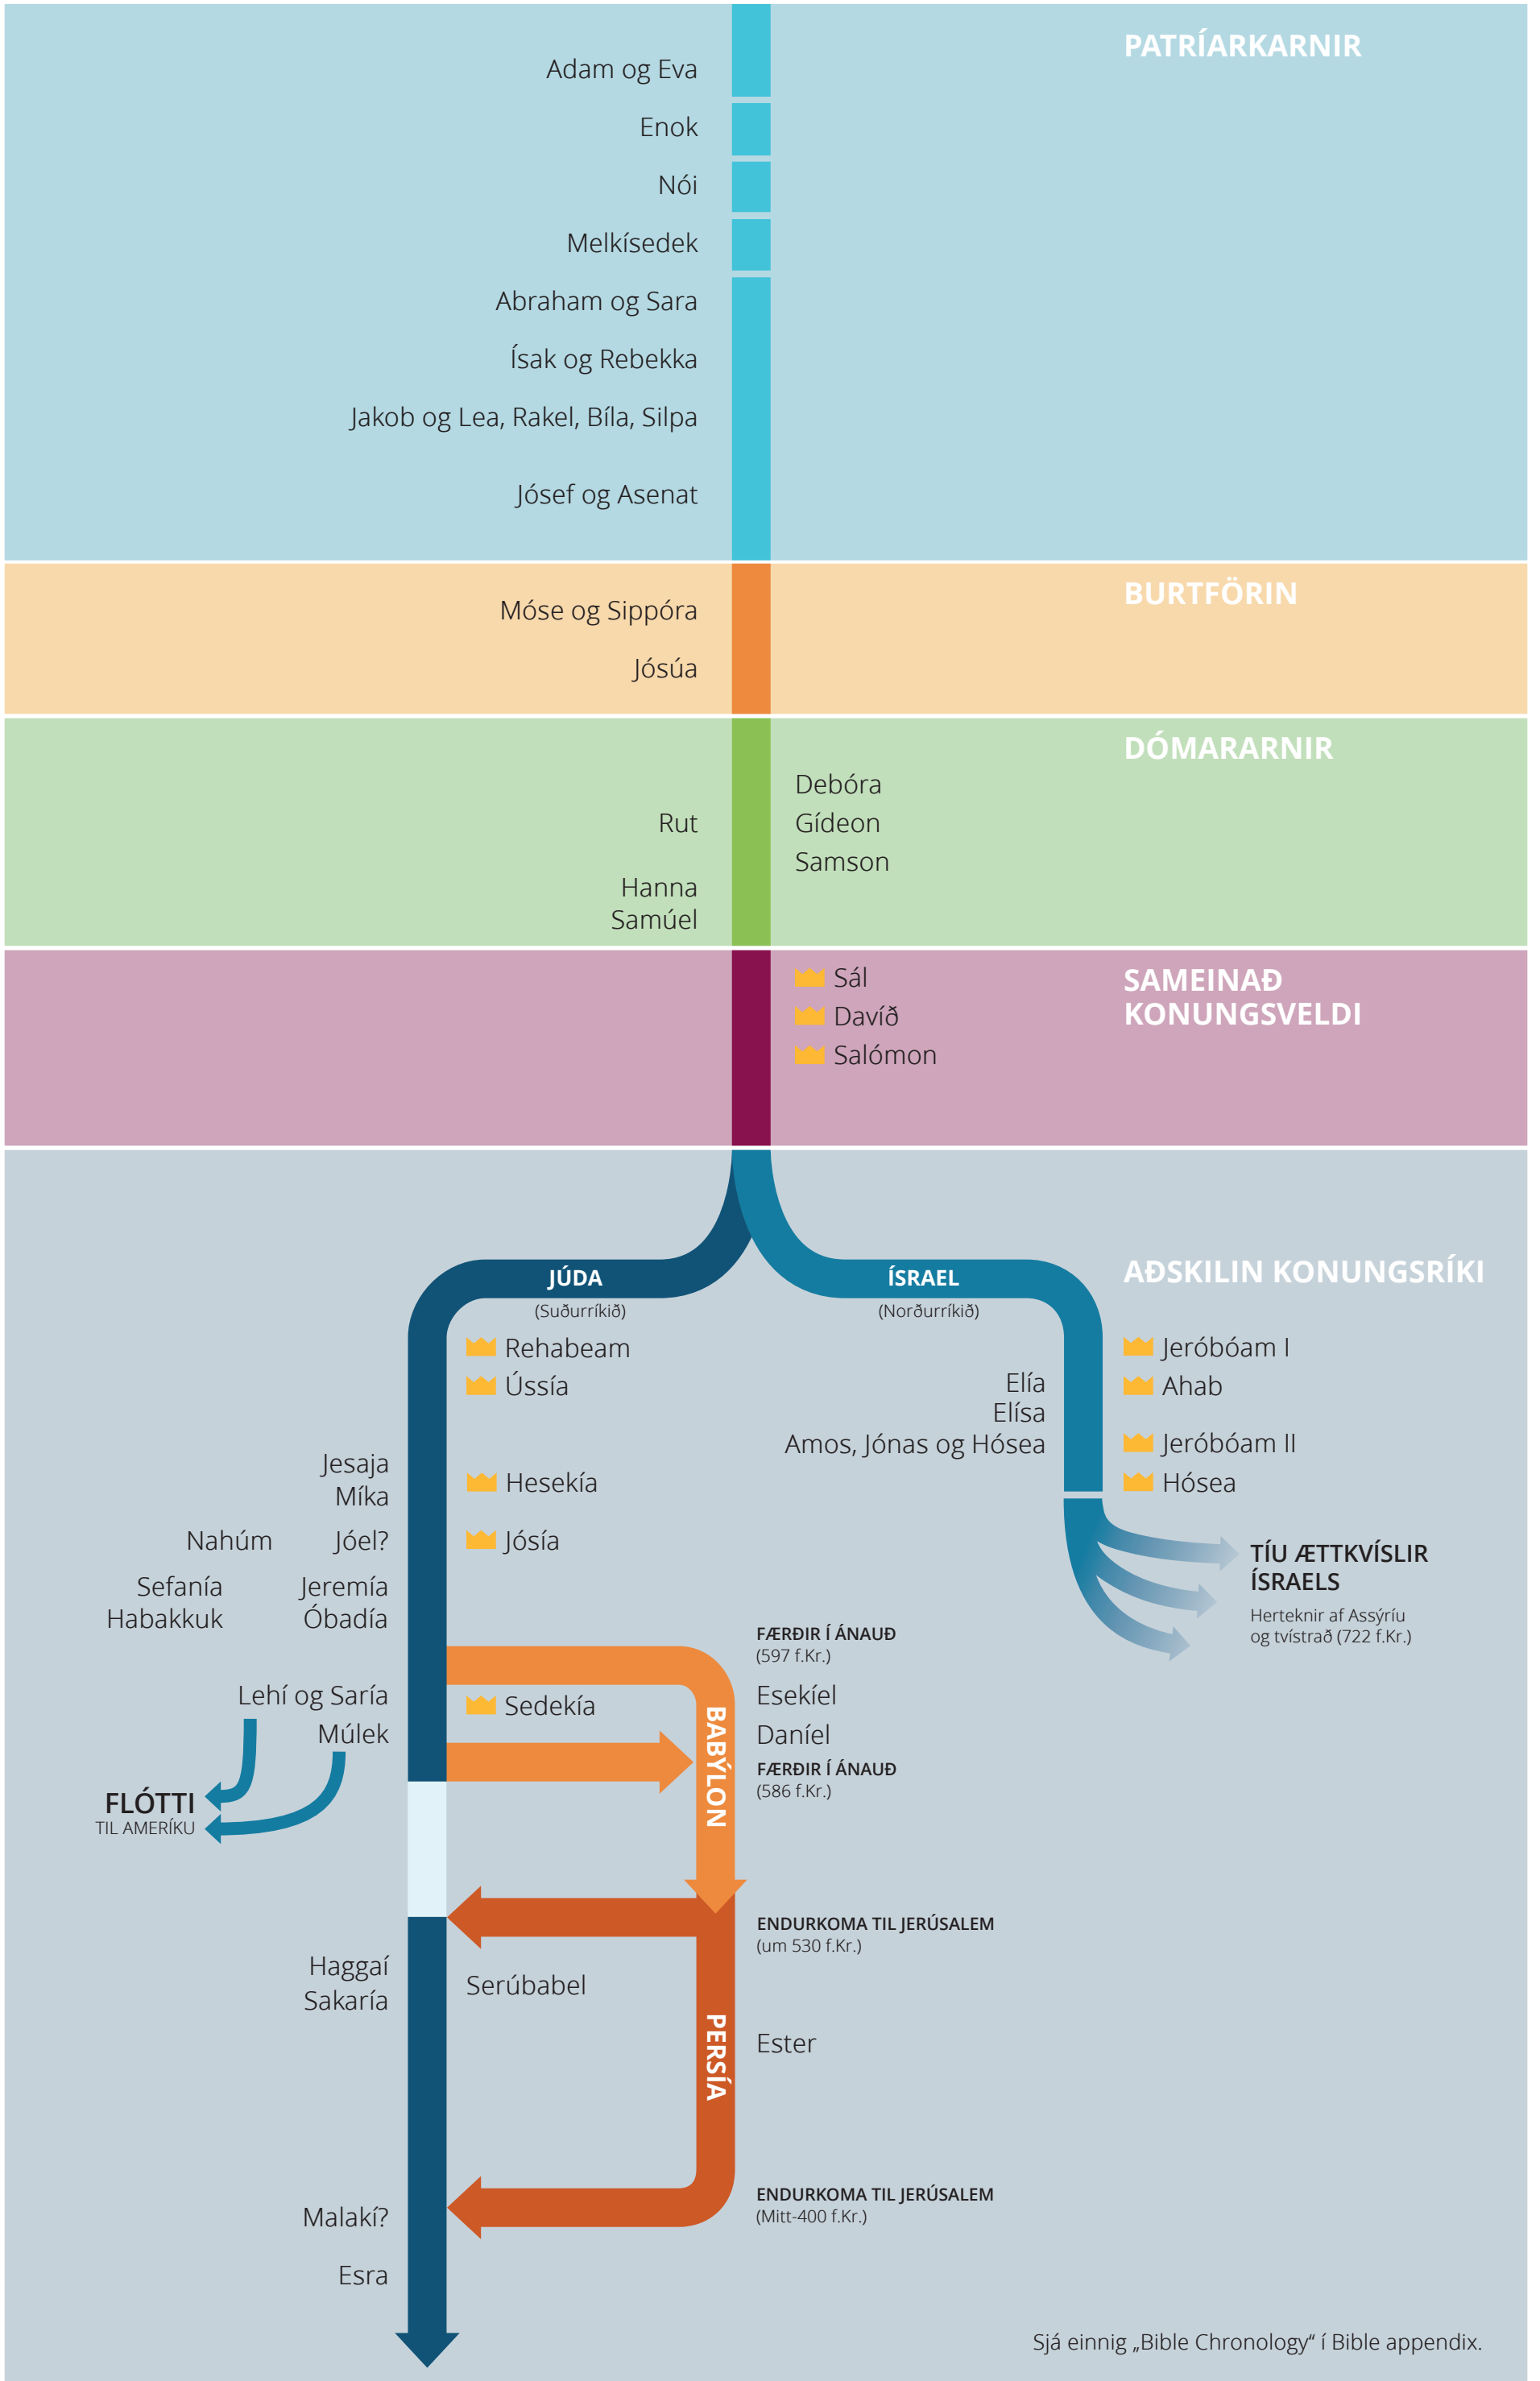 PATRÍARKARNIR
Adam og Eva
Enok
Nói
Melkísedek
Abraham og Sara
Ísak og Rebekka
Jakob og Lea, Rakel, Bíla, Silpa
Jósef og Asenat
BURTFÖRIN
Móse og Sippóra
Jósúa
DÓMARARNIR
Debóra
Rut
Gídeon
Samson
Hanna
Samúel
SAMEINAÐ
KONUNGSVELDI
Sál
Davíð
Salómon
AÐSKILIN KONUNGSRÍKI
JÚDA
(Suðurríkið)
Rehabeam
Ússía
Jesaja
Míka
Hesekía
Nahúm
Jóel?
Jósía
Sefanía
Habakkuk
Jeremía
Óbadía
Lehí og Saría
Múlek
Sedekía
FLÓTTI
TIL AMERÍKU
ÍSRAEL
(Norðurríkið)
Elía
Elísa
Amos, Jónas og Hósea
Jeróbóam I
Ahab
Jeróbóam II
Hósea
TÍU ÆTTKVÍSLIR
ÍSRAELS
Herteknir af Assýríu
og tvístrað (722 f.Kr.)
FÆRÐIR Í ÁNAUÐ
(597 f.Kr.)
Esekíel
Daníel
FÆRÐIR Í ÁNAUÐ
(586 f.Kr.)
BABÝLON
ENDURKOMA TIL JERÚSALEM
(um 530 f.Kr.)
Haggaí
Sakaría
Serúbabel
PERSÍA
Ester
ENDURKOMA TIL JERÚSALEM
(Mitt-400 f.Kr.)
Malakí?
Esra
Sjá einnig „Bible Chronology“ í Bible appendix.